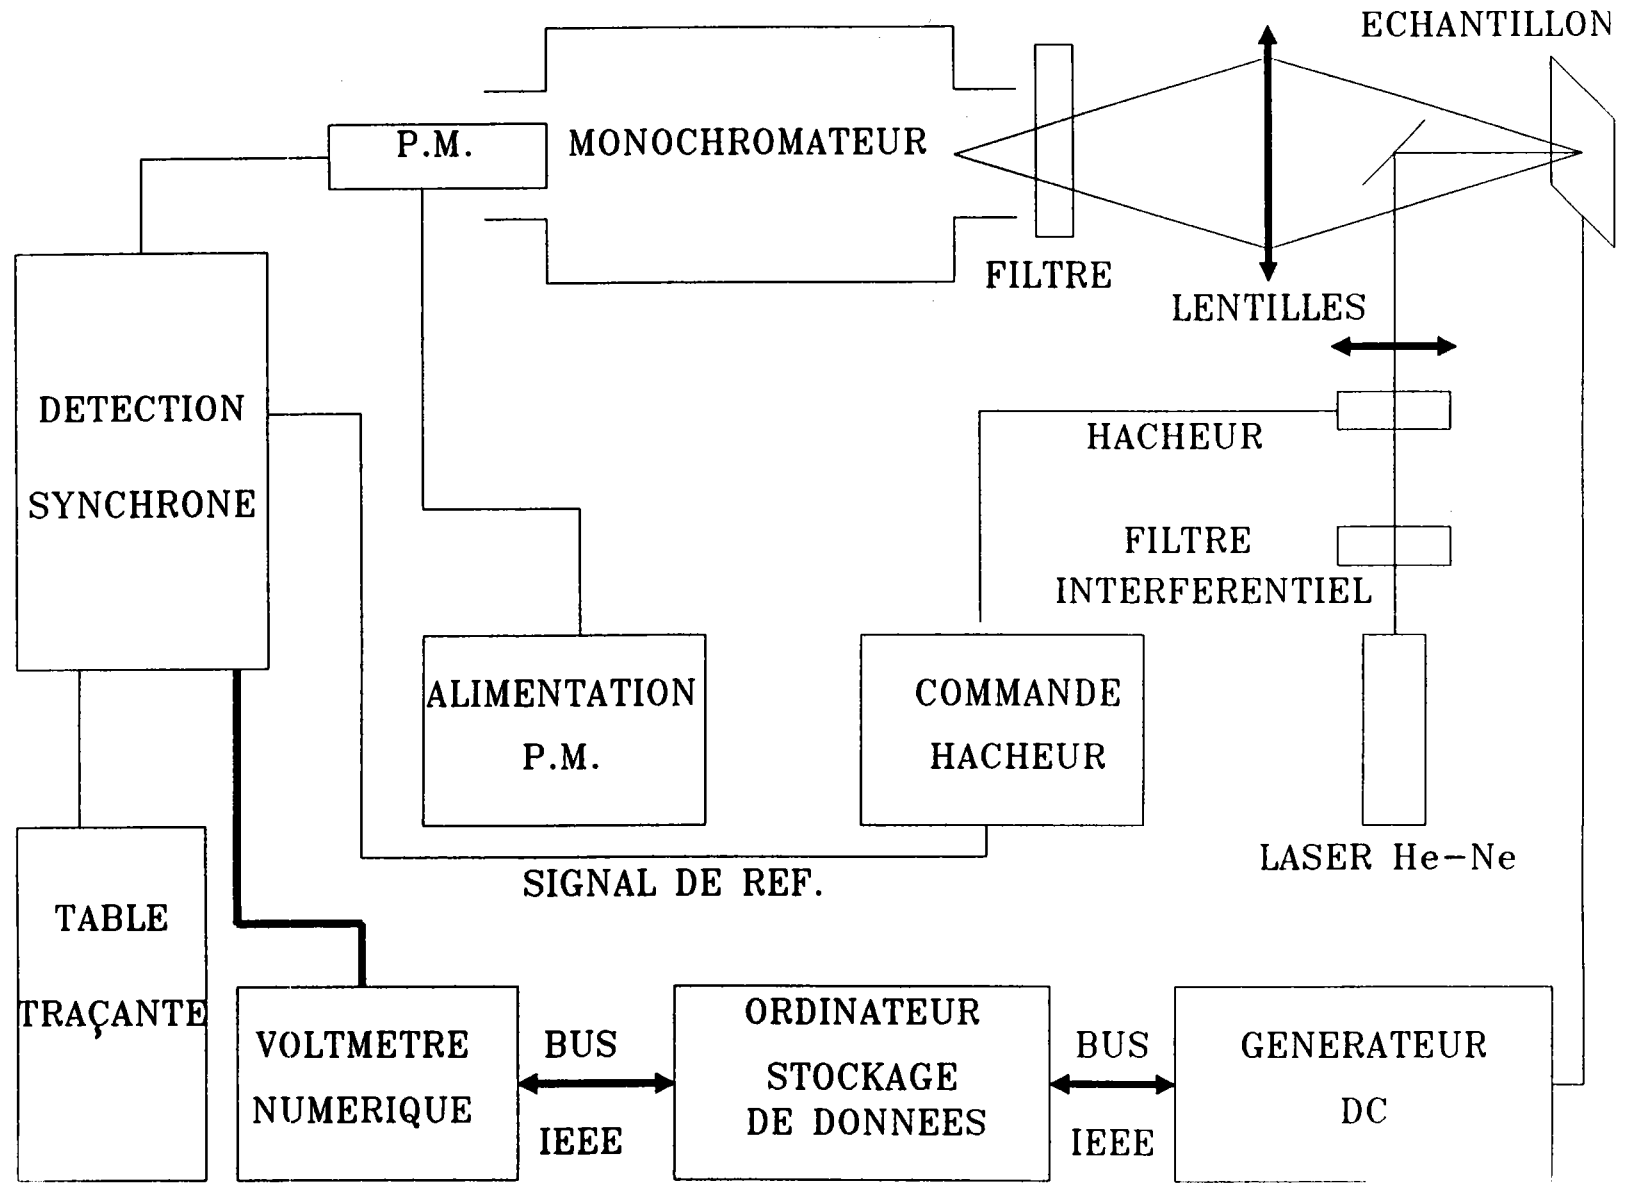 ECHANTILLON
P.M.
MONOCHROMATEUR
FILTRE
LENTILLES
DETECTION
SYNCHRONE
HACHEUR
FILTRE
INTERFERENTIEL
ALIMENTATION
P.M.
COMMANDE
HACHEUR
LASER He-Ne
SIGNAL DE REF.
TABLE
TRAÇANTE
VOLTMETRE
NUMERIQUE
BUS
IEEE
ORDINATEUR
STOCKAGE
DE DONNEES
BUS
IEEE
GENERATEUR
DC